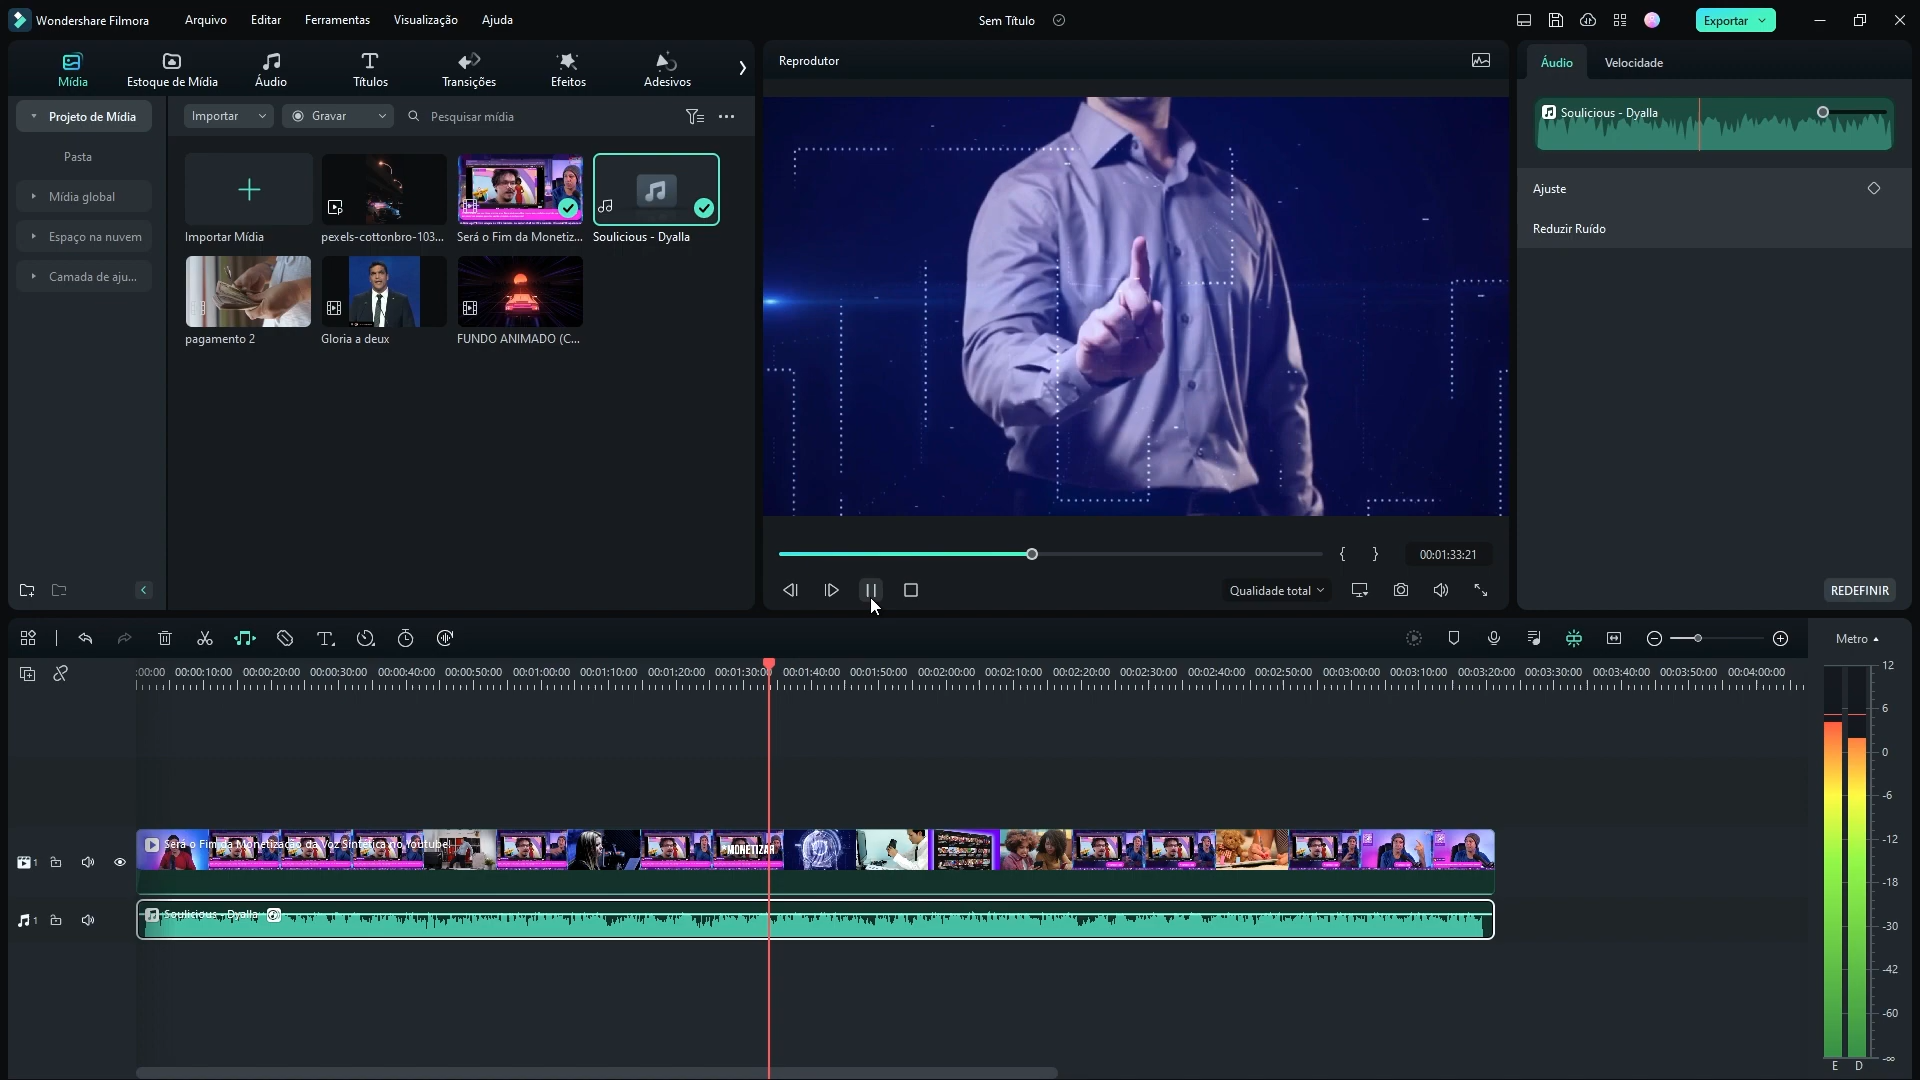 Wondershare Filmora Arquivo Editar Ferramentas Visualização Ajuda Sem Título Exportar
Mídia Estoque de Mídia Áudio Títulos Transições Efeitos Adesivos
Projeto de Mídia
Pasta
Mídia global
Espaço na nuvem
Camada de aju...
Importar Gravar Pesquisar mídia
Importar Mídia pexels-cottonbro-103... Será o Fim da Monetiz... Soulicious - Dyalla
pagamento 2 Gloria a deux FUNDO ANIMADO (C...
Reprodutor
{ } 00:01:33:21
Qualidade total
Áudio Velocidade
Soulicious - Dyalla
Ajuste
Reduzir Ruído
REDEFINIR
Metro
:00:00 00:00:10:00 00:00:20:00 00:00:30:00 00:00:40:00 00:00:50:00 00:01:00:00 00:01:10:00 00:01:20:00 00:01:30:00 00:01:40:00 00:01:50:00 00:02:00:00 00:02:10:00 00:02:20:00 00:02:30:00 00:02:40:00 00:02:50:00 00:03:00:00 00:03:10:00 00:03:20:00 00:03:30:00 00:03:40:00 00:03:50:00 00:04:00:00
1 Será o Fim da Monetização da Voz Sintética no Youtube!
MONETIZAR
1 Soulicious - Dyalla
12
6
0
-6
-12
-18
-30
-42
-60
-∞
E D